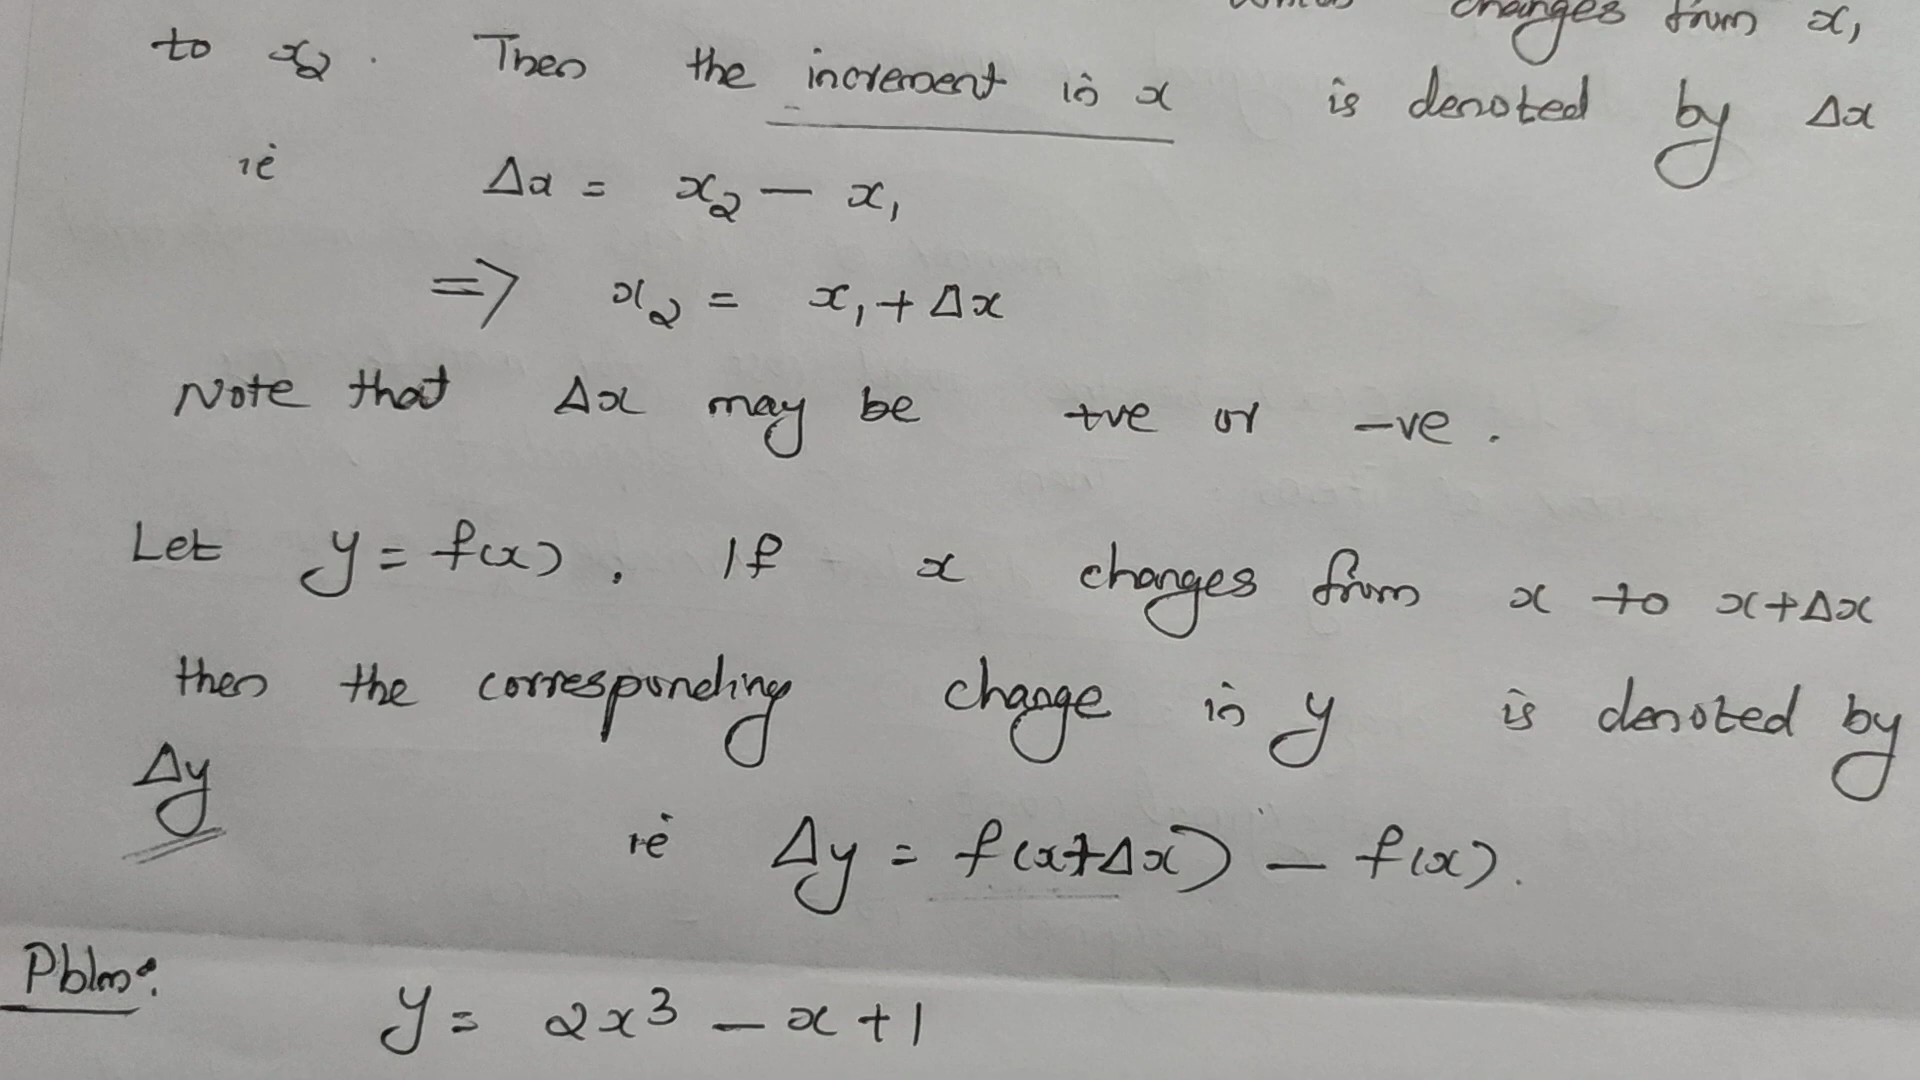 changes from x₁
to x₂. Then the increment in x is denoted by Δx
ie Δx = x₂ – x₁
=> x₂ = x₁ + Δx
Note that Δx may be +ve or –ve.
Let y = f(x). If x changes from x to x+Δx
then the corresponding change in y is denoted by
Δy
ie Δy = f(x+Δx) – f(x).
Pblm:
y = 2x³ – x + 1